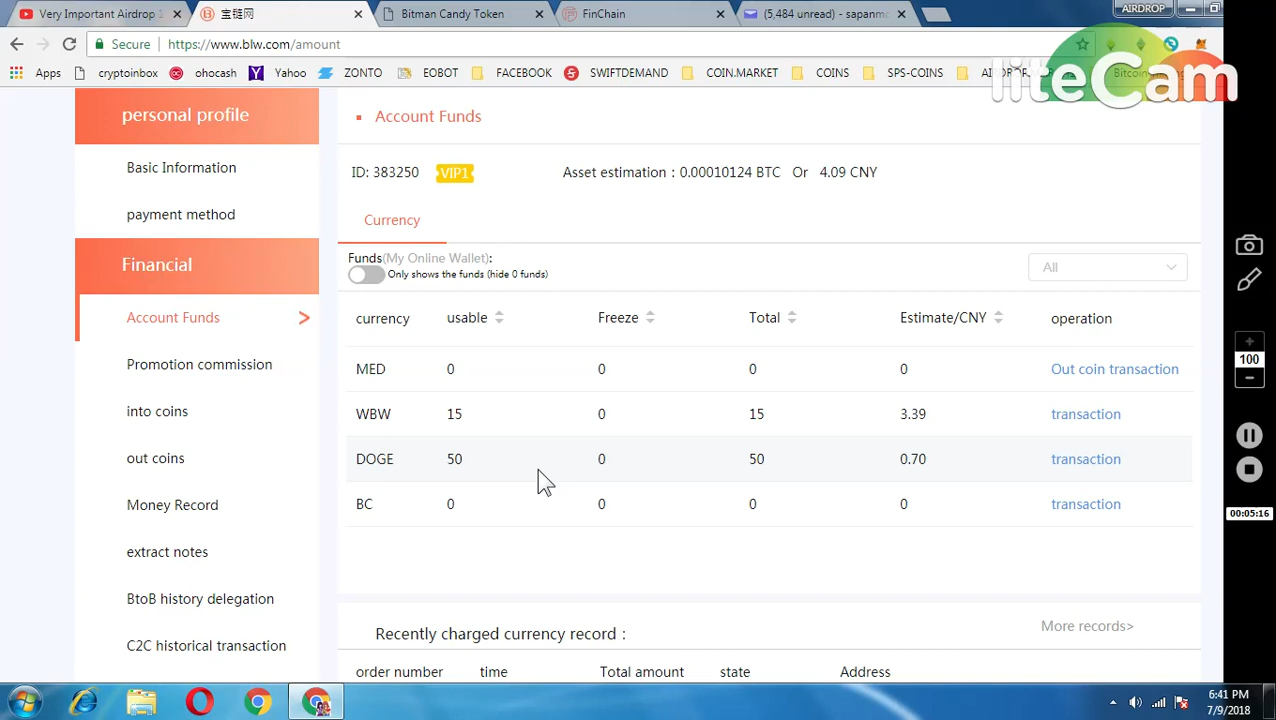 AIRDROP
Very Important Airdrop 1
宝链网
Bitman Candy Token
FinChain
(5,484 unread) - sapanmc
Secure
https://www.blw.com/amount
Apps
cryptoinbox
ohocash
Yahoo
EOBOT
FACEBOOK
SWIFTDEMAND
COIN.MARKET
COINS
SPS-COINS
liteCam
personal profile
Basic Information
payment method
Financial
Account Funds >
Promotion commission
into coins
out coins
Money Record
extract notes
BtoB history delegation
C2C historical transaction
Account Funds
ID: 383250 VIP1 Asset estimation：0.00010124 BTC Or 4.09 CNY
Currency
Funds(My Online Wallet):
Only shows the funds (hide 0 funds)
All
currency usable Freeze Total Estimate/CNY operation
MED 0 0 0 0 Out coin transaction
WBW 15 0 15 3.39 transaction
DOGE 50 0 50 0.70 transaction
BC 0 0 0 0 transaction
Recently charged currency record：
More records>
order number time Total amount state Address
100
00:05:16
6:41 PM
7/9/2018